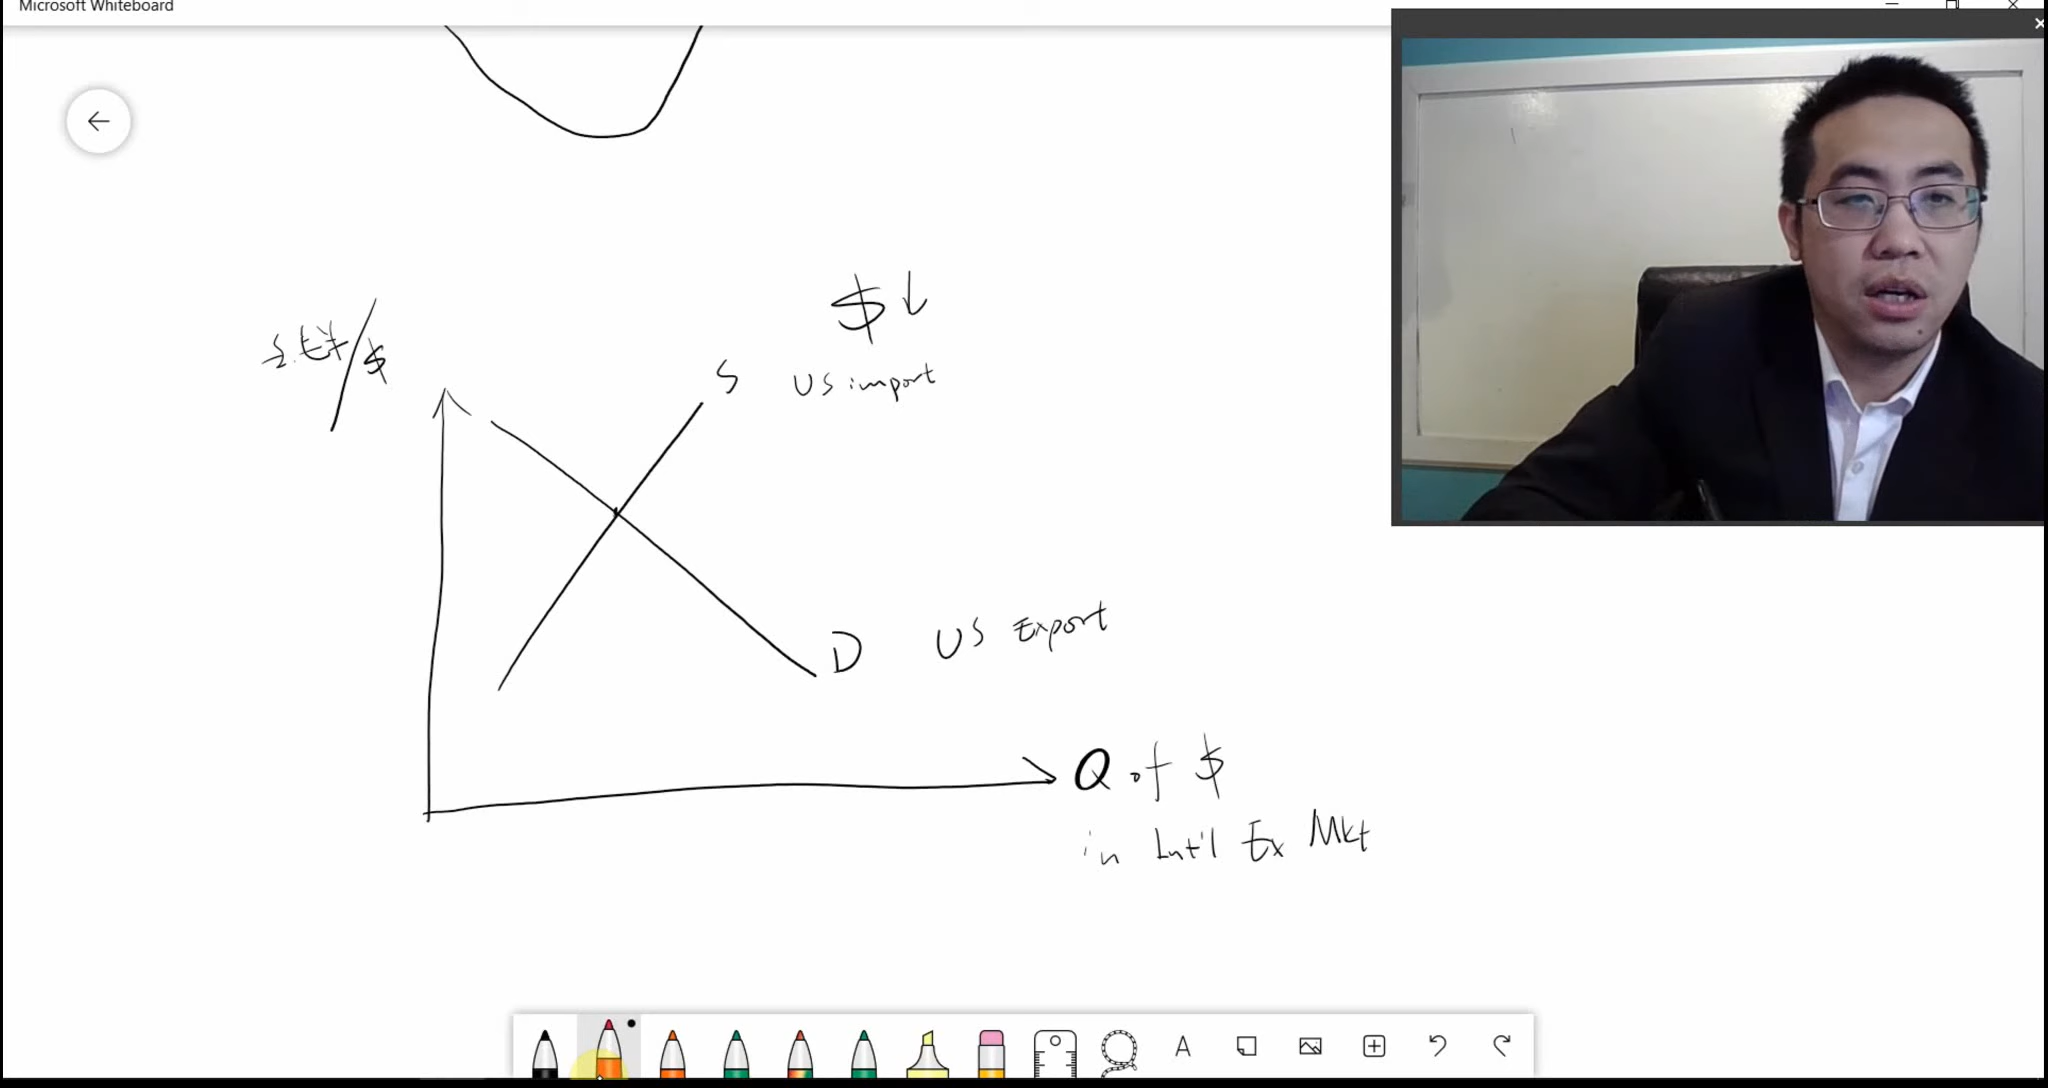 Microsoft Whiteboard
$↓
/$
S US import
D US Export
Q of $
in Int'l Ex Mkt
A